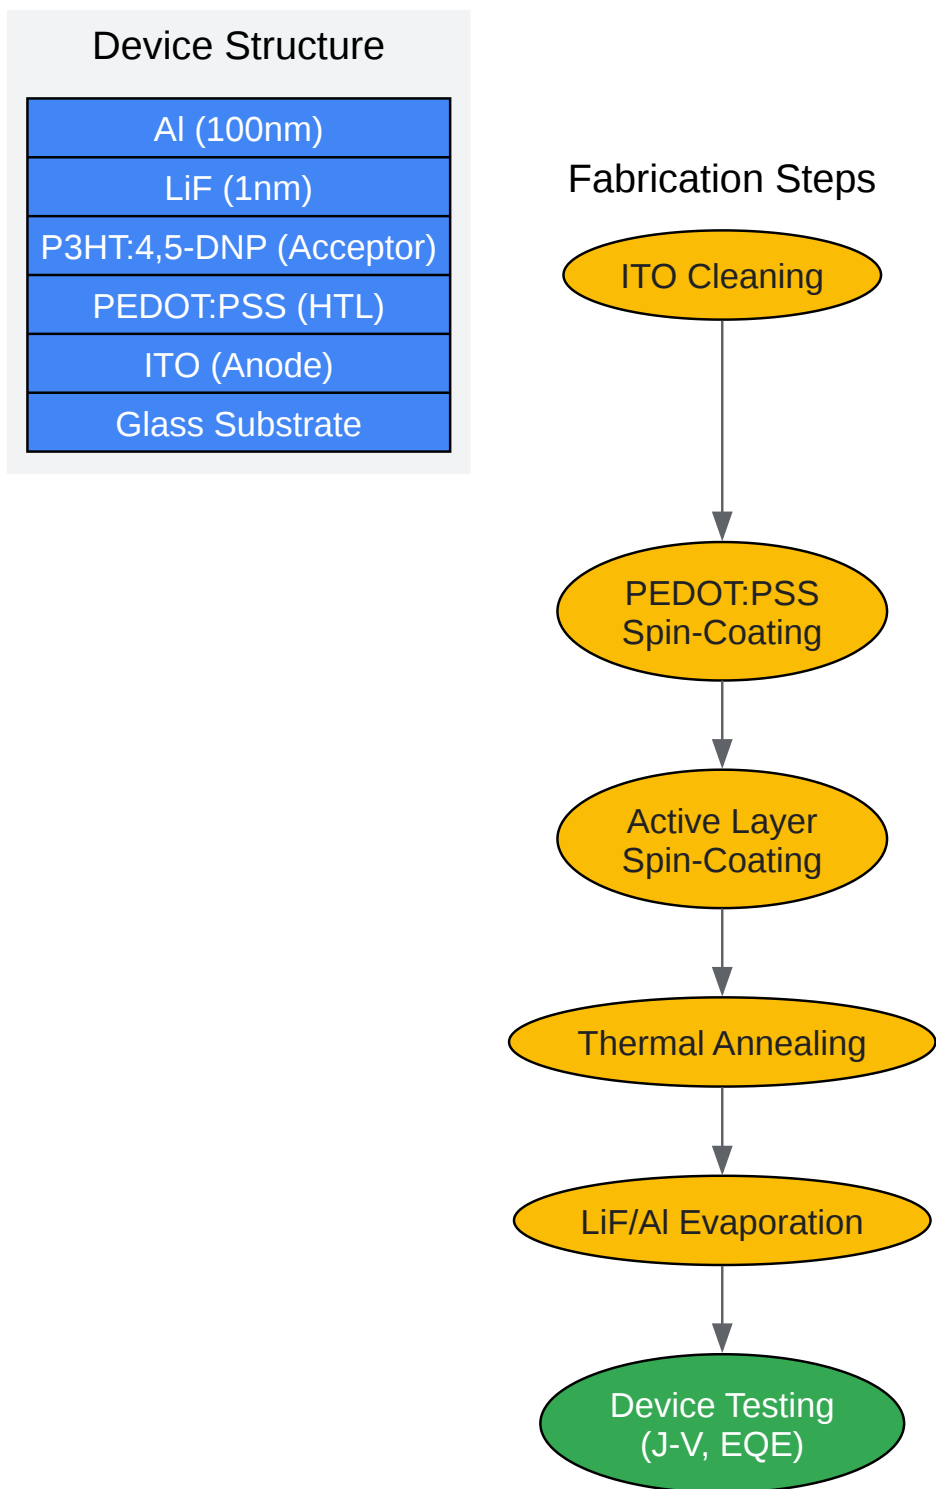 Device Structure
Al (100nm)
LiF (1nm)
P3HT:4,5-DNP (Acceptor)
PEDOT:PSS (HTL)
ITO (Anode)
Glass Substrate
Fabrication Steps
ITO Cleaning
PEDOT:PSS
Spin-Coating
Active Layer
Spin-Coating
Thermal Annealing
LiF/Al Evaporation
Device Testing
(J-V, EQE)